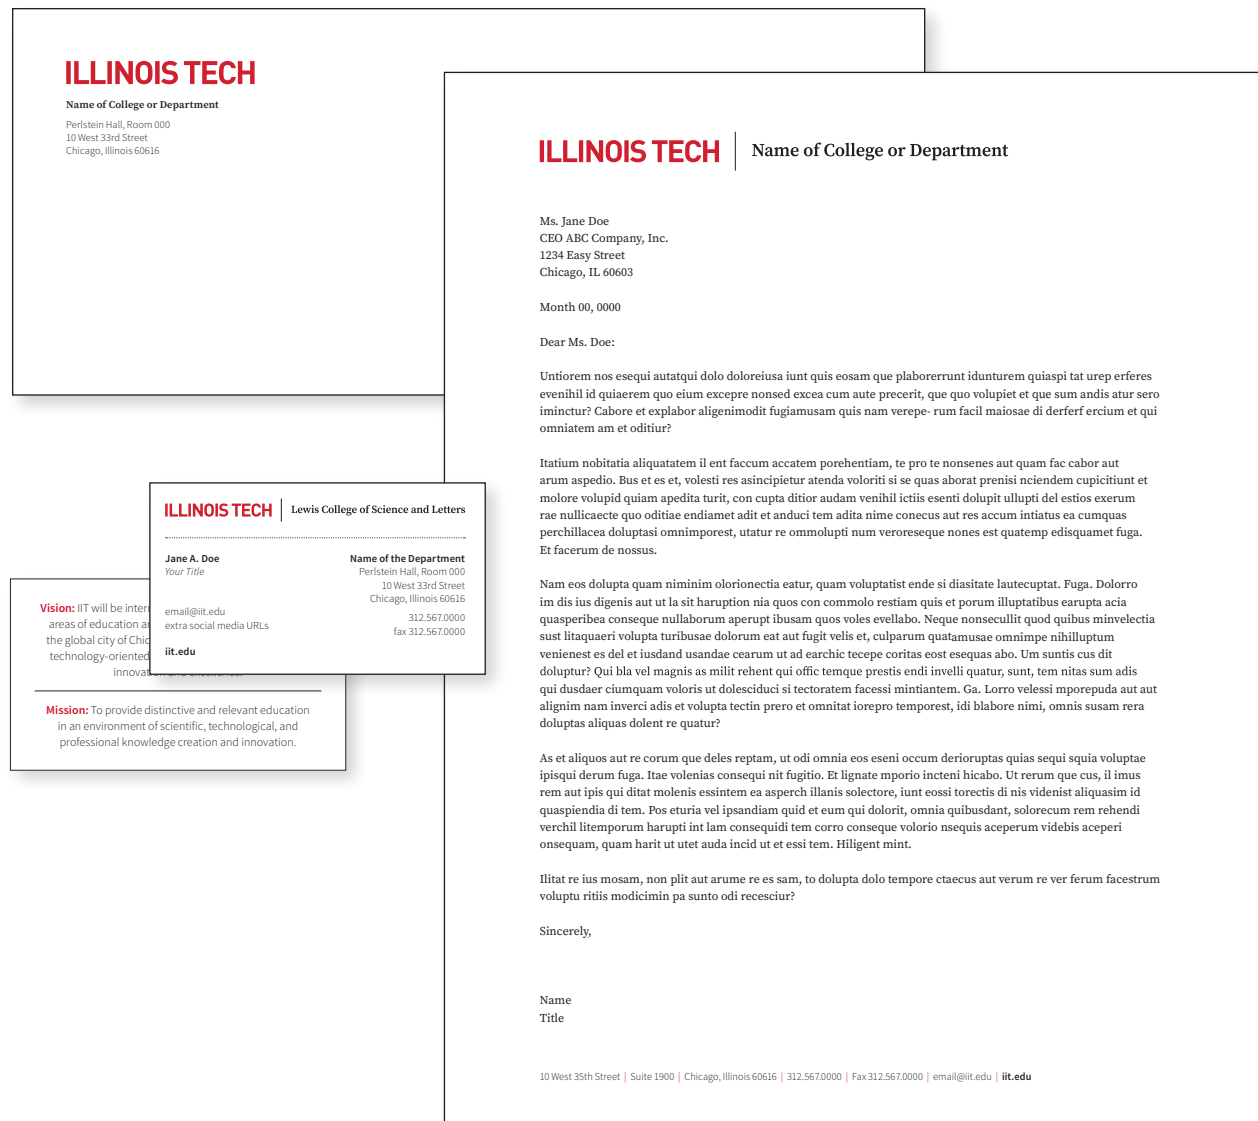 ILLINOIS TECH
Name of College or Department
Perlstein Hall, Room 000
10 West 33rd Street
Chicago, Illinois 60616
ILLINOIS TECH | Name of College or Department
Ms. Jane Doe
CEO ABC Company, Inc.
1234 Easy Street
Chicago, IL 60603
Month 00, 0000
Dear Ms. Doe:
Untiorem nos esequi autatqui dolo doloreiusa iunt quis eosam que plaborerrunt idunturem quiaspi tat urep erferes
evenihil id quiaerem quo eium excepre nonsed excea cum aute precerit, que quo volupiet et que sum andis atur sero
iminctur? Cabore et explabor aligenimodit fugiamusam quis nam verepe- rum facil maiosae di derferf ercium et qui
omniatem am et oditiur?
Itatium nobitatia aliquatatem il ent faccum accatem porehentiam, te pro te nonsenes aut quam fac cabor aut
arum aspedio. Bus et es et, volesti res asincipietur atenda voloriti si se quas aborat prenisi nciendem cupicitiunt et
molore volupid quiam apedita turit, con cupta ditior audam venihil ictiis esenti dolupit ullupti del estios exerum
rae nullicaecte quo oditiae endiamet adit et anduci tem adita nime conecus aut res accum intiatus ea cumquas
perchillacea doluptasi omnimporest, utatur re ommolupti num veroreseque nones est quatemp edisquamet fuga.
Et facerum de nossus.
Nam eos dolupta quam niminim olorionectia eatur, quam voluptatist ende si diasitate lautecuptat. Fuga. Dolorro
im dis ius digenis aut ut la sit haruption nia quos con commolo restiam quis et porum illuptatibus earupta acia
quasperibea conseque nullaborum aperupt ibusam quos voles evellabo. Neque nonsecullit quod quibus minvelectia
sust litaquaeri volupta turibusae dolorum eat aut fugit velis et, culparum quatamusae omnimpe nihilluptum
venienest es del et iusdand usandae cearum ut ad earchic tecepe coritas eost esequas abo. Um suntis cus dit
doluptur? Qui bla vel magnis as milit rehent qui offic temque prestis endi invelli quatur, sunt, tem nitas sum adis
qui dusdaer ciumquam voloris ut dolesciduci si tectoratem facessi mintiantem. Ga. Lorro velessi mporepuda aut aut
alignim nam inverci adis et volupta tectin prero et omnitat iorepro temporest, idi blabore nimi, omnis susam rera
doluptas aliquas dolent re quatur?
As et aliquos aut re corum que deles reptam, ut odi omnia eos eseni occum derioruptas quias sequi squia voluptae
ipisqui derum fuga. Itae volenias consequi nit fugitio. Et lignate mporio incteni hicabo. Ut rerum que cus, il imus
rem aut ipis qui ditat molenis essintem ea asperch illanis solectore, iunt eossi torectis di nis videnist aliquasim id
quaspiendia di tem. Pos eturia vel ipsandiam quid et eum qui dolorit, omnia quibusdant, solorecum rem rehendi
verchil litemporum harupti int lam consequidi tem corro conseque volorio nsequis aceperum videbis aceperi
onsequam, quam harit ut utet auda incid ut et essi tem. Hiligent mint.
Ilitat re ius mosam, non plit aut arume re es sam, to dolupta dolo tempore ctaecus aut verum re ver ferum facestrum
voluptu ritiis modicimin pa sunto odi recesciur?
Sincerely,
Name
Title
10 West 35th Street | Suite 1900 | Chicago, Illinois 60616 | 312.567.0000 | Fax 312.567.0000 | email@iit.edu | iit.edu
ILLINOIS TECH | Lewis College of Science and Letters
Jane A. Doe
Your Title
email@iit.edu
extra social media URLs
iit.edu
Name of the Department
Perlstein Hall, Room 000
10 West 33rd Street
Chicago, Illinois 60616
312.567.0000
fax 312.567.0000
Vision: IIT will be
areas of education
the global city of
technology-oriented
Mission: To provide distinctive and relevant education
in an environment of scientific, technological, and
professional knowledge creation and innovation.